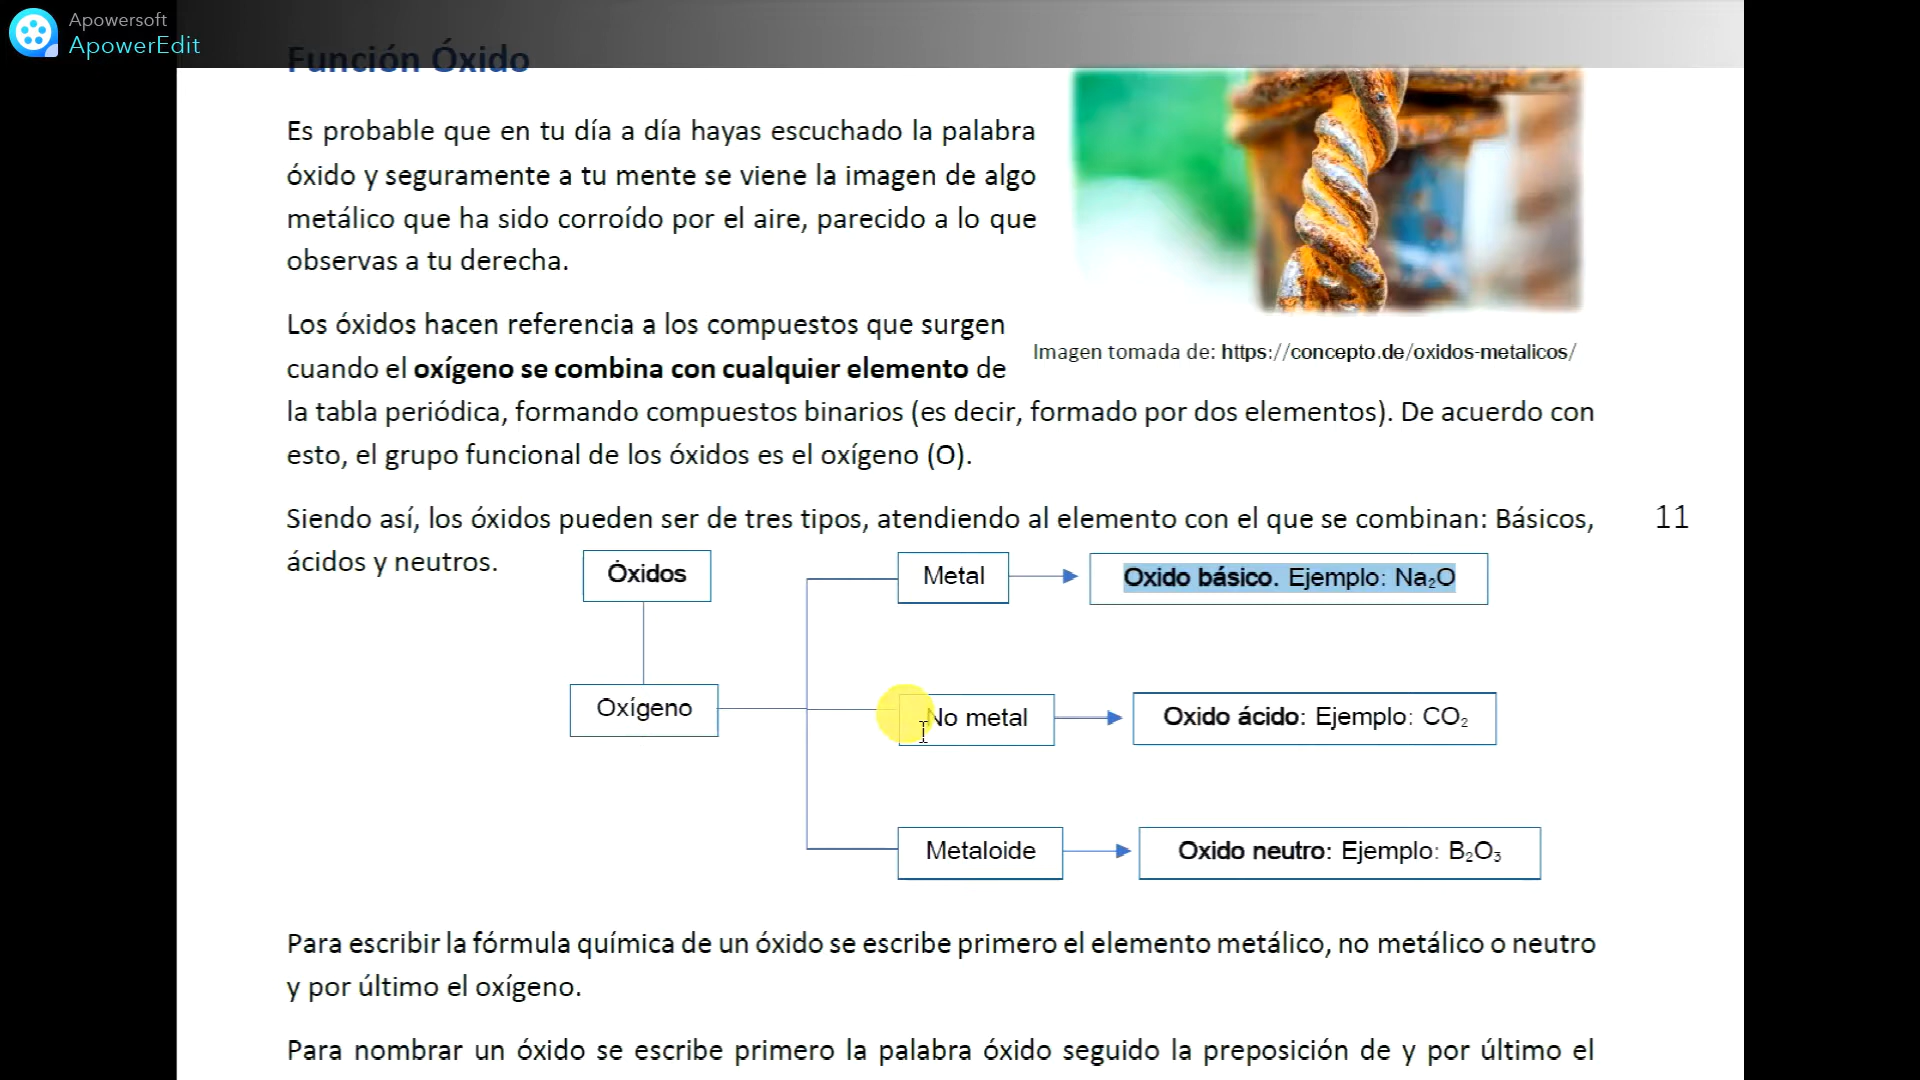 Apowersoft
ApowerEdit
Función Óxido
Es probable que en tu día a día hayas escuchado la palabra
óxido y seguramente a tu mente se viene la imagen de algo
metálico que ha sido corroído por el aire, parecido a lo que
observas a tu derecha.
Imagen tomada de: https://concepto.de/oxidos-metalicos/
Los óxidos hacen referencia a los compuestos que surgen
cuando el oxígeno se combina con cualquier elemento de
la tabla periódica, formando compuestos binarios (es decir, formado por dos elementos). De acuerdo con
esto, el grupo funcional de los óxidos es el oxígeno (O).
Siendo así, los óxidos pueden ser de tres tipos, atendiendo al elemento con el que se combinan: Básicos,
ácidos y neutros.
11
Óxidos
Oxígeno
Metal
Oxido básico. Ejemplo: Na₂O
No metal
Oxido ácido: Ejemplo: CO₂
Metaloide
Oxido neutro: Ejemplo: B₂O₃
Para escribir la fórmula química de un óxido se escribe primero el elemento metálico, no metálico o neutro
y por último el oxígeno.
Para nombrar un óxido se escribe primero la palabra óxido seguido la preposición de y por último el